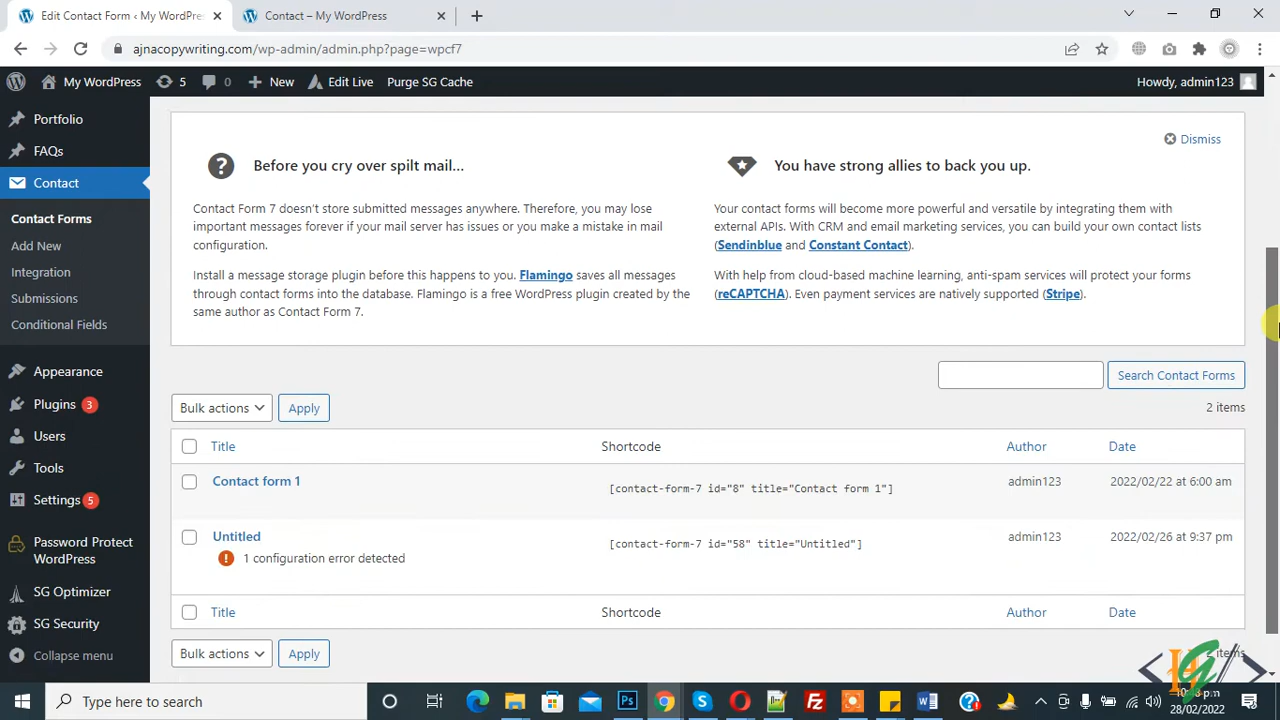 Edit Contact Form ‹ My WordPre
Contact – My WordPress
ajnacopywriting.com/wp-admin/admin.php?page=wpcf7
My WordPress
5
0
New
Edit Live
Purge SG Cache
Howdy, admin123
Portfolio
FAQs
Contact
Contact Forms
Add New
Integration
Submissions
Conditional Fields
Appearance
Plugins 3
Users
Tools
Settings 5
Password Protect
WordPress
SG Optimizer
SG Security
Collapse menu
Dismiss
Before you cry over spilt mail...
Contact Form 7 doesn't store submitted messages anywhere. Therefore, you may lose
important messages forever if your mail server has issues or you make a mistake in mail
configuration.
Install a message storage plugin before this happens to you. Flamingo saves all messages
through contact forms into the database. Flamingo is a free WordPress plugin created by the
same author as Contact Form 7.
You have strong allies to back you up.
Your contact forms will become more powerful and versatile by integrating them with
external APIs. With CRM and email marketing services, you can build your own contact lists
(Sendinblue and Constant Contact).
With help from cloud-based machine learning, anti-spam services will protect your forms
(reCAPTCHA). Even payment services are natively supported (Stripe).
Search Contact Forms
Bulk actions
Apply
2 items
Title Shortcode Author Date
Contact form 1 [contact-form-7 id="8" title="Contact form 1"] admin123 2022/02/22 at 6:00 am
Untitled [contact-form-7 id="58" title="Untitled"] admin123 2022/02/26 at 9:37 pm
1 configuration error detected
Title Shortcode Author Date
Bulk actions
Apply
items
Type here to search
pm
28/02/2022